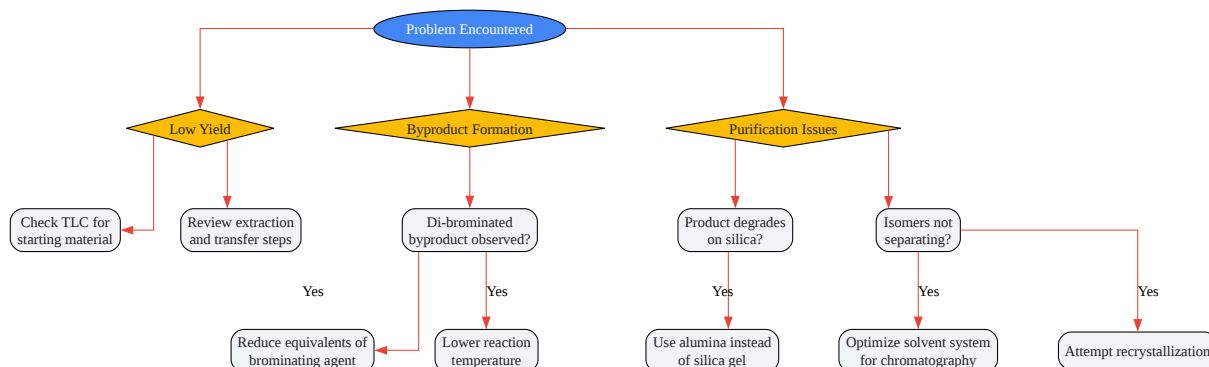 Problem Encountered
Low Yield
Byproduct Formation
Purification Issues
Check TLC for
starting material
Review extraction
and transfer steps
Di-brominated
byproduct observed?
Product degrades
on silica?
Isomers not
separating?
Yes
Yes
Yes
Yes
Yes
Reduce equivalents of
brominating agent
Lower reaction
temperature
Use alumina instead
of silica gel
Optimize solvent system
for chromatography
Attempt recrystallization